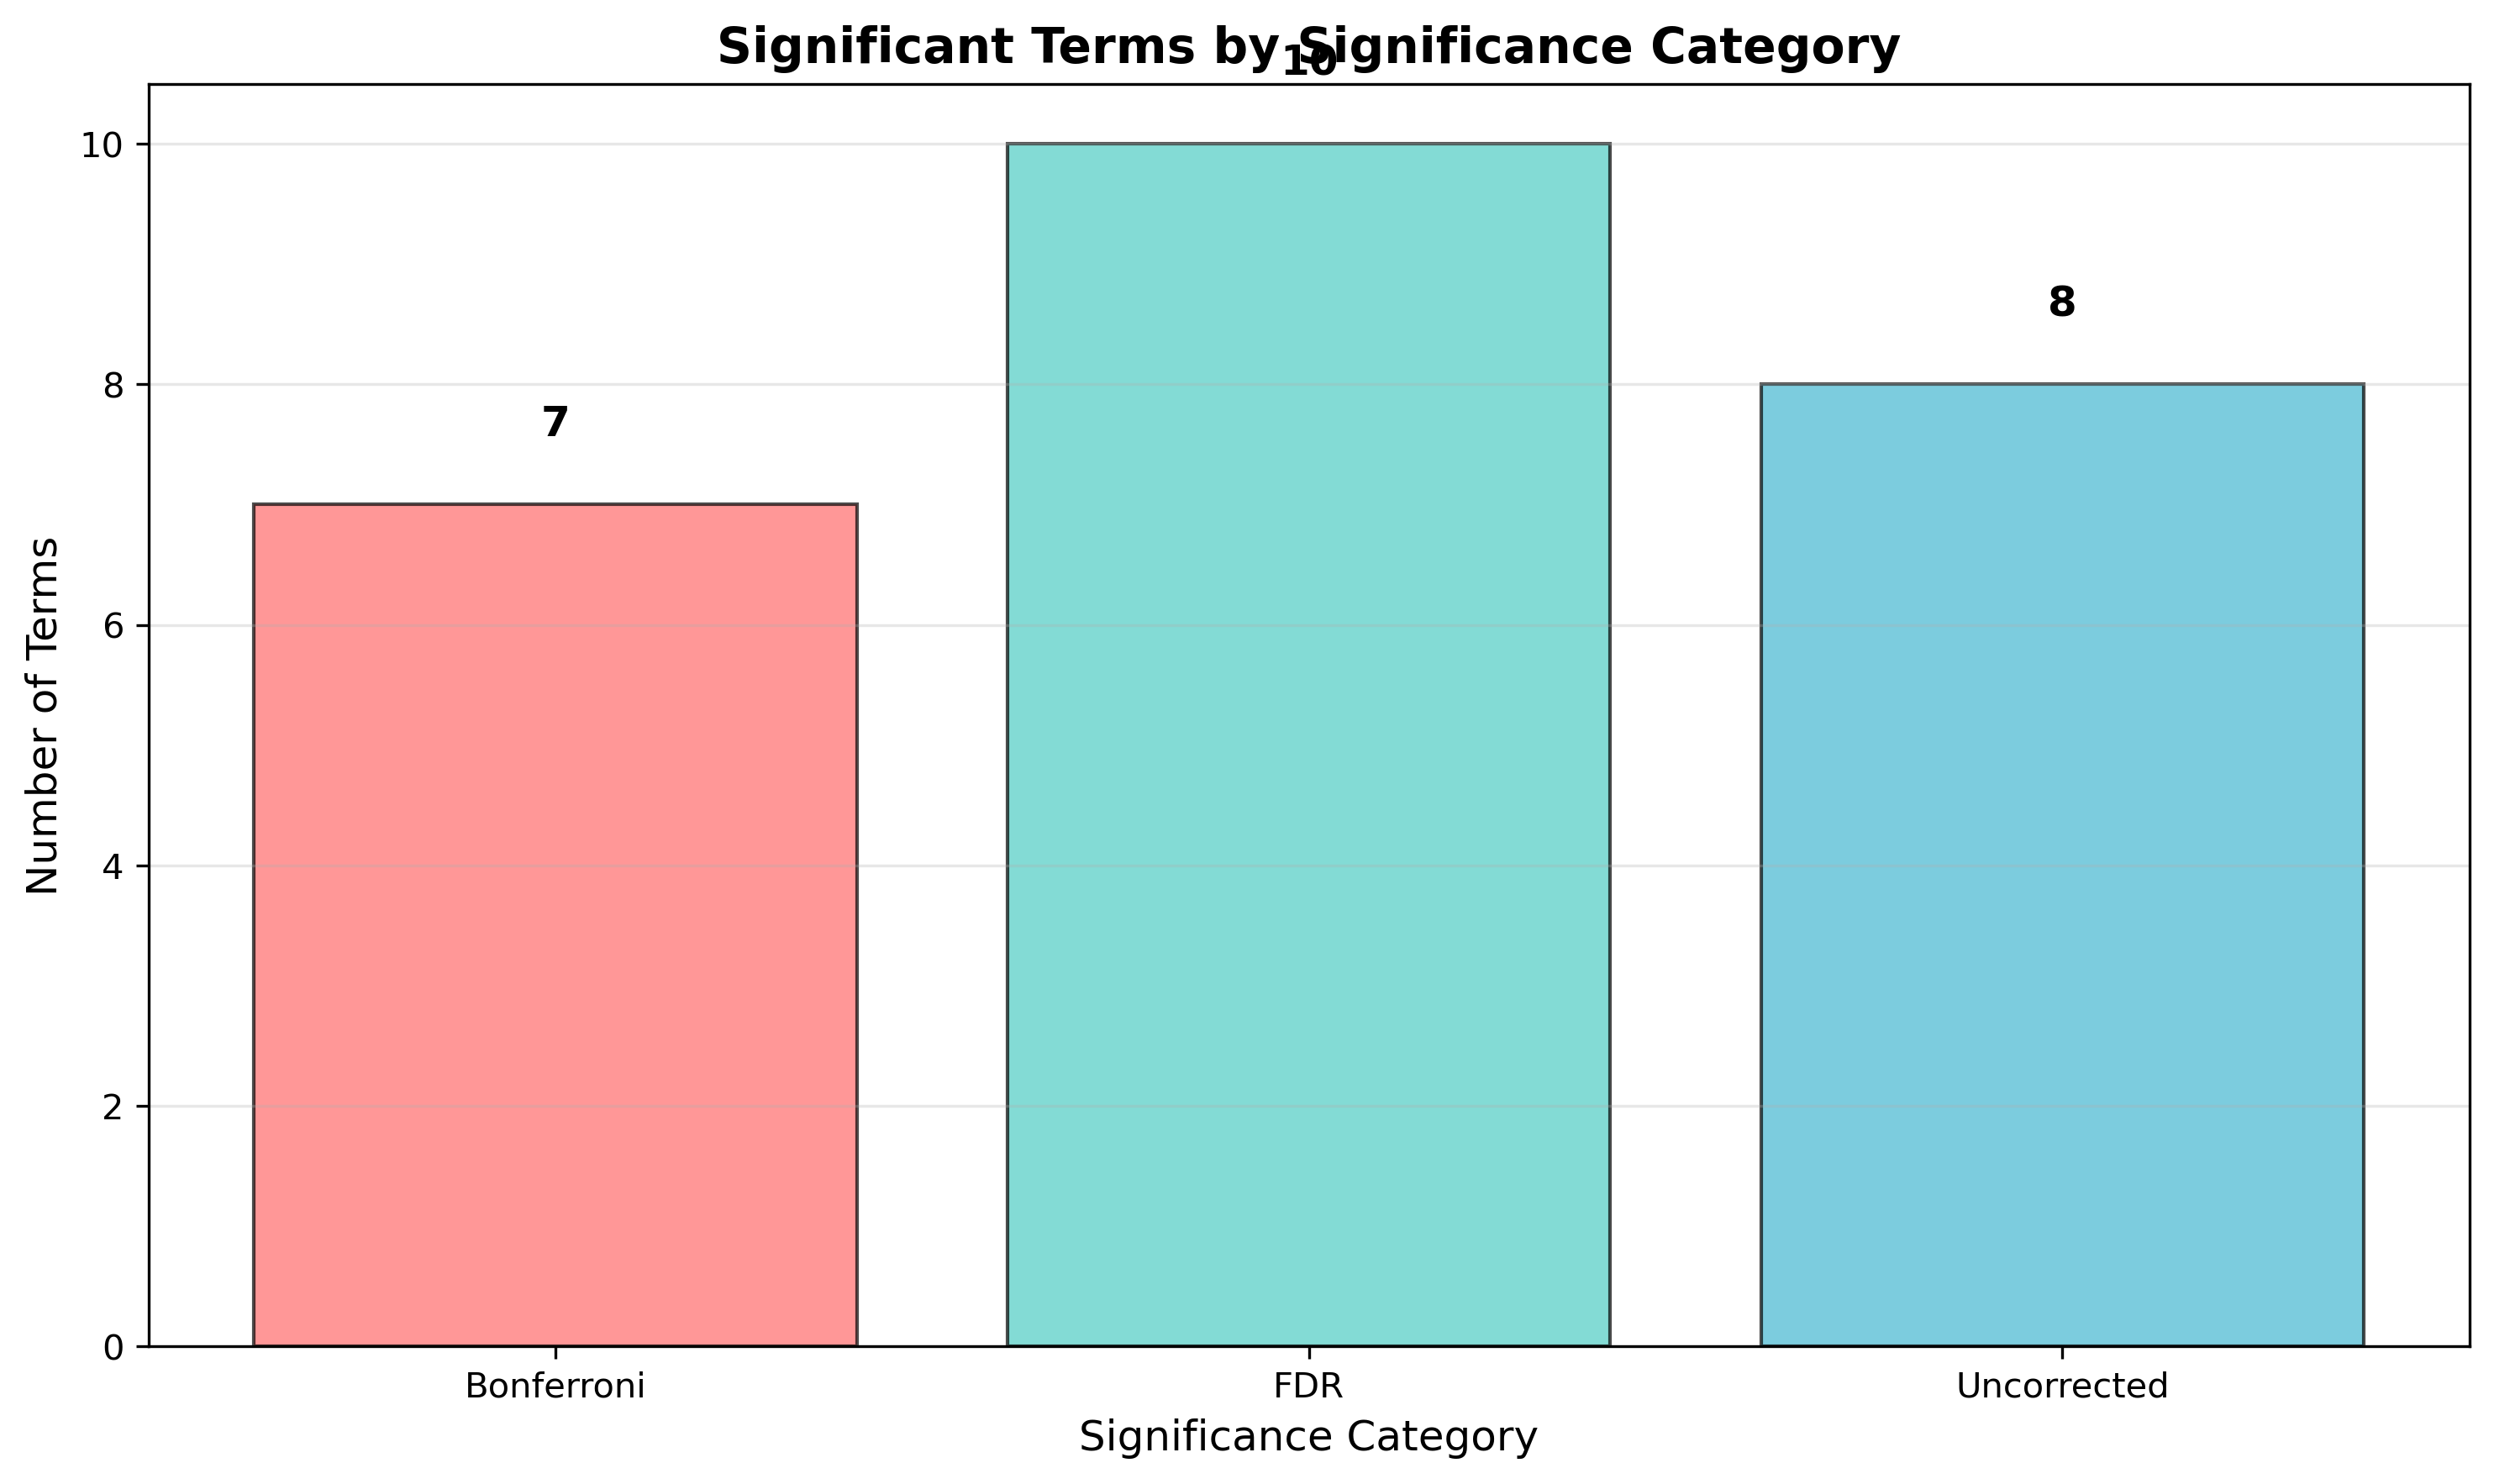 Significant Terms by Significance Category
10
10
8
6
4
2
0
7
8
Number of Terms
Bonferroni
FDR
Uncorrected
Significance Category